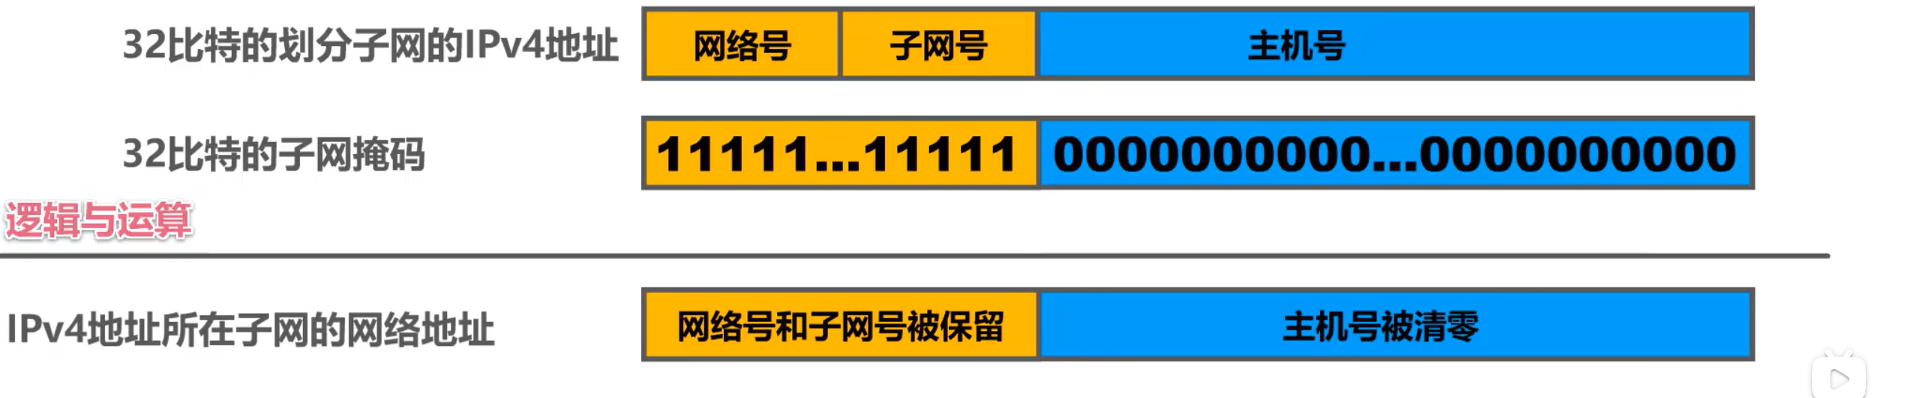 32比特的划分子网的IPv4地址 网络号 子网号 主机号
32比特的子网掩码 11111...11111 0000000000...0000000000
逻辑与运算
IPv4地址所在子网的网络地址 网络号和子网号被保留 主机号被清零